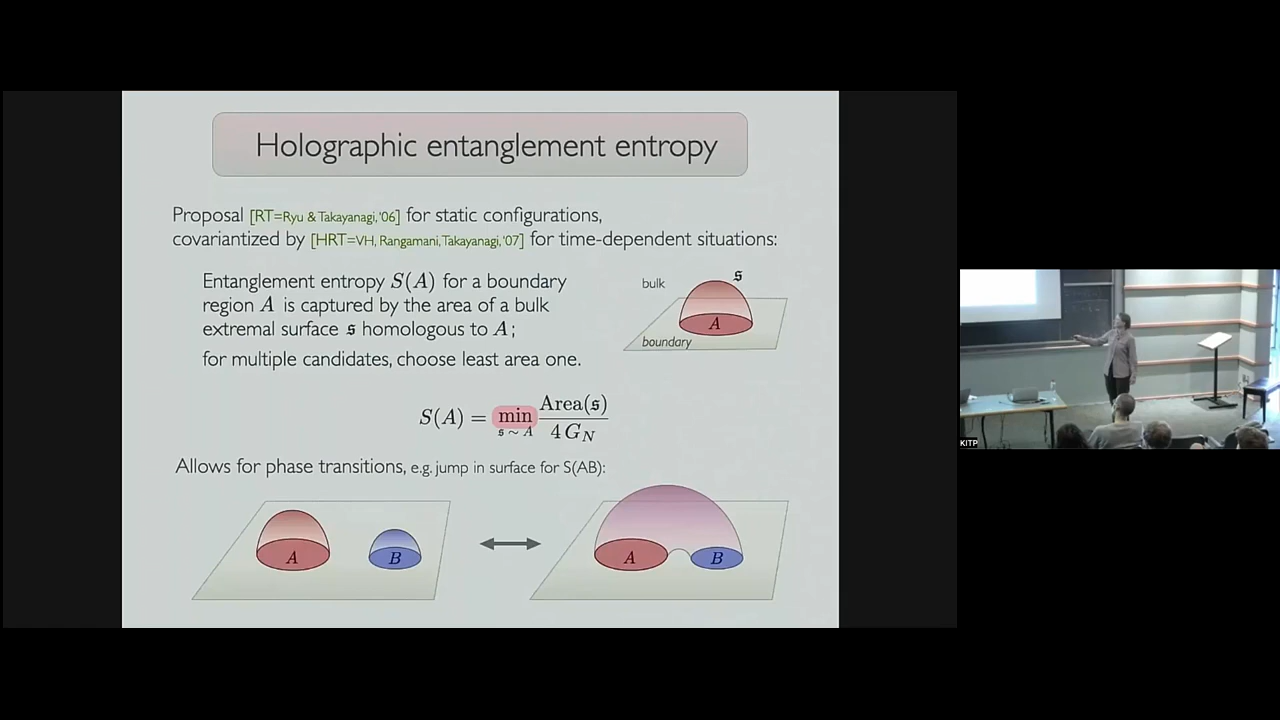 Holographic entanglement entropy
Proposal [RT=Ryu & Takayanagi,'06] for static configurations,
covariantized by [HRT=VH, Rangamani, Takayanagi,'07] for time-dependent situations:
Entanglement entropy S(A) for a boundary
region A is captured by the area of a bulk
extremal surface 𝔰 homologous to A;
for multiple candidates, choose least area one.
bulk
𝔰
A
boundary
S(A) = min_{𝔰 ~ A} Area(𝔰) / 4 G_N
Allows for phase transitions, e.g. jump in surface for S(AB):
A
B
A
B
KITP